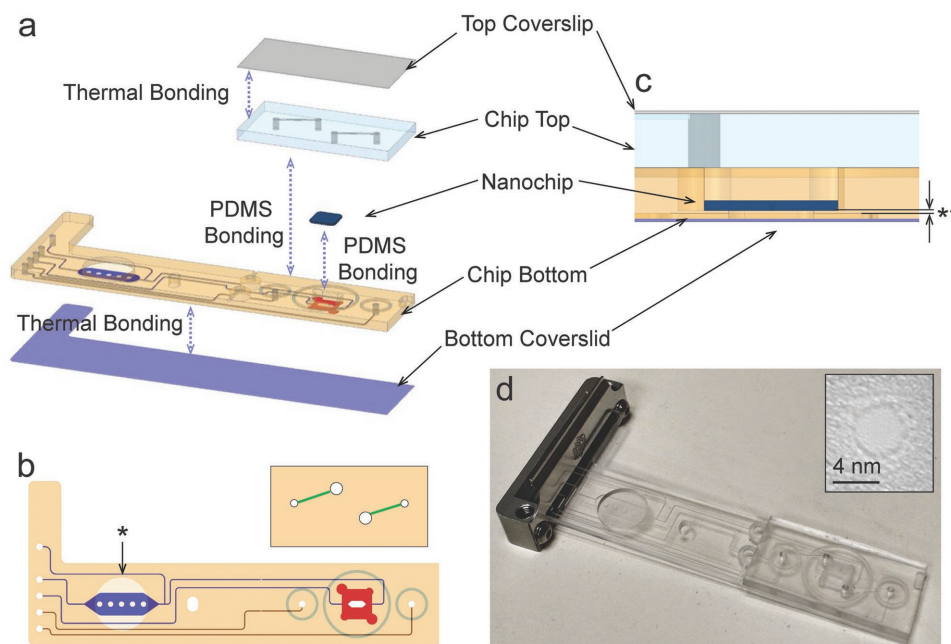 a
Top Coverslip
c
Thermal Bonding
Chip Top
Nanochip
PDMS
Bonding
*
PDMS
Bonding
Chip Bottom
Thermal Bonding
Bottom Coverslid
d
4 nm
b
*